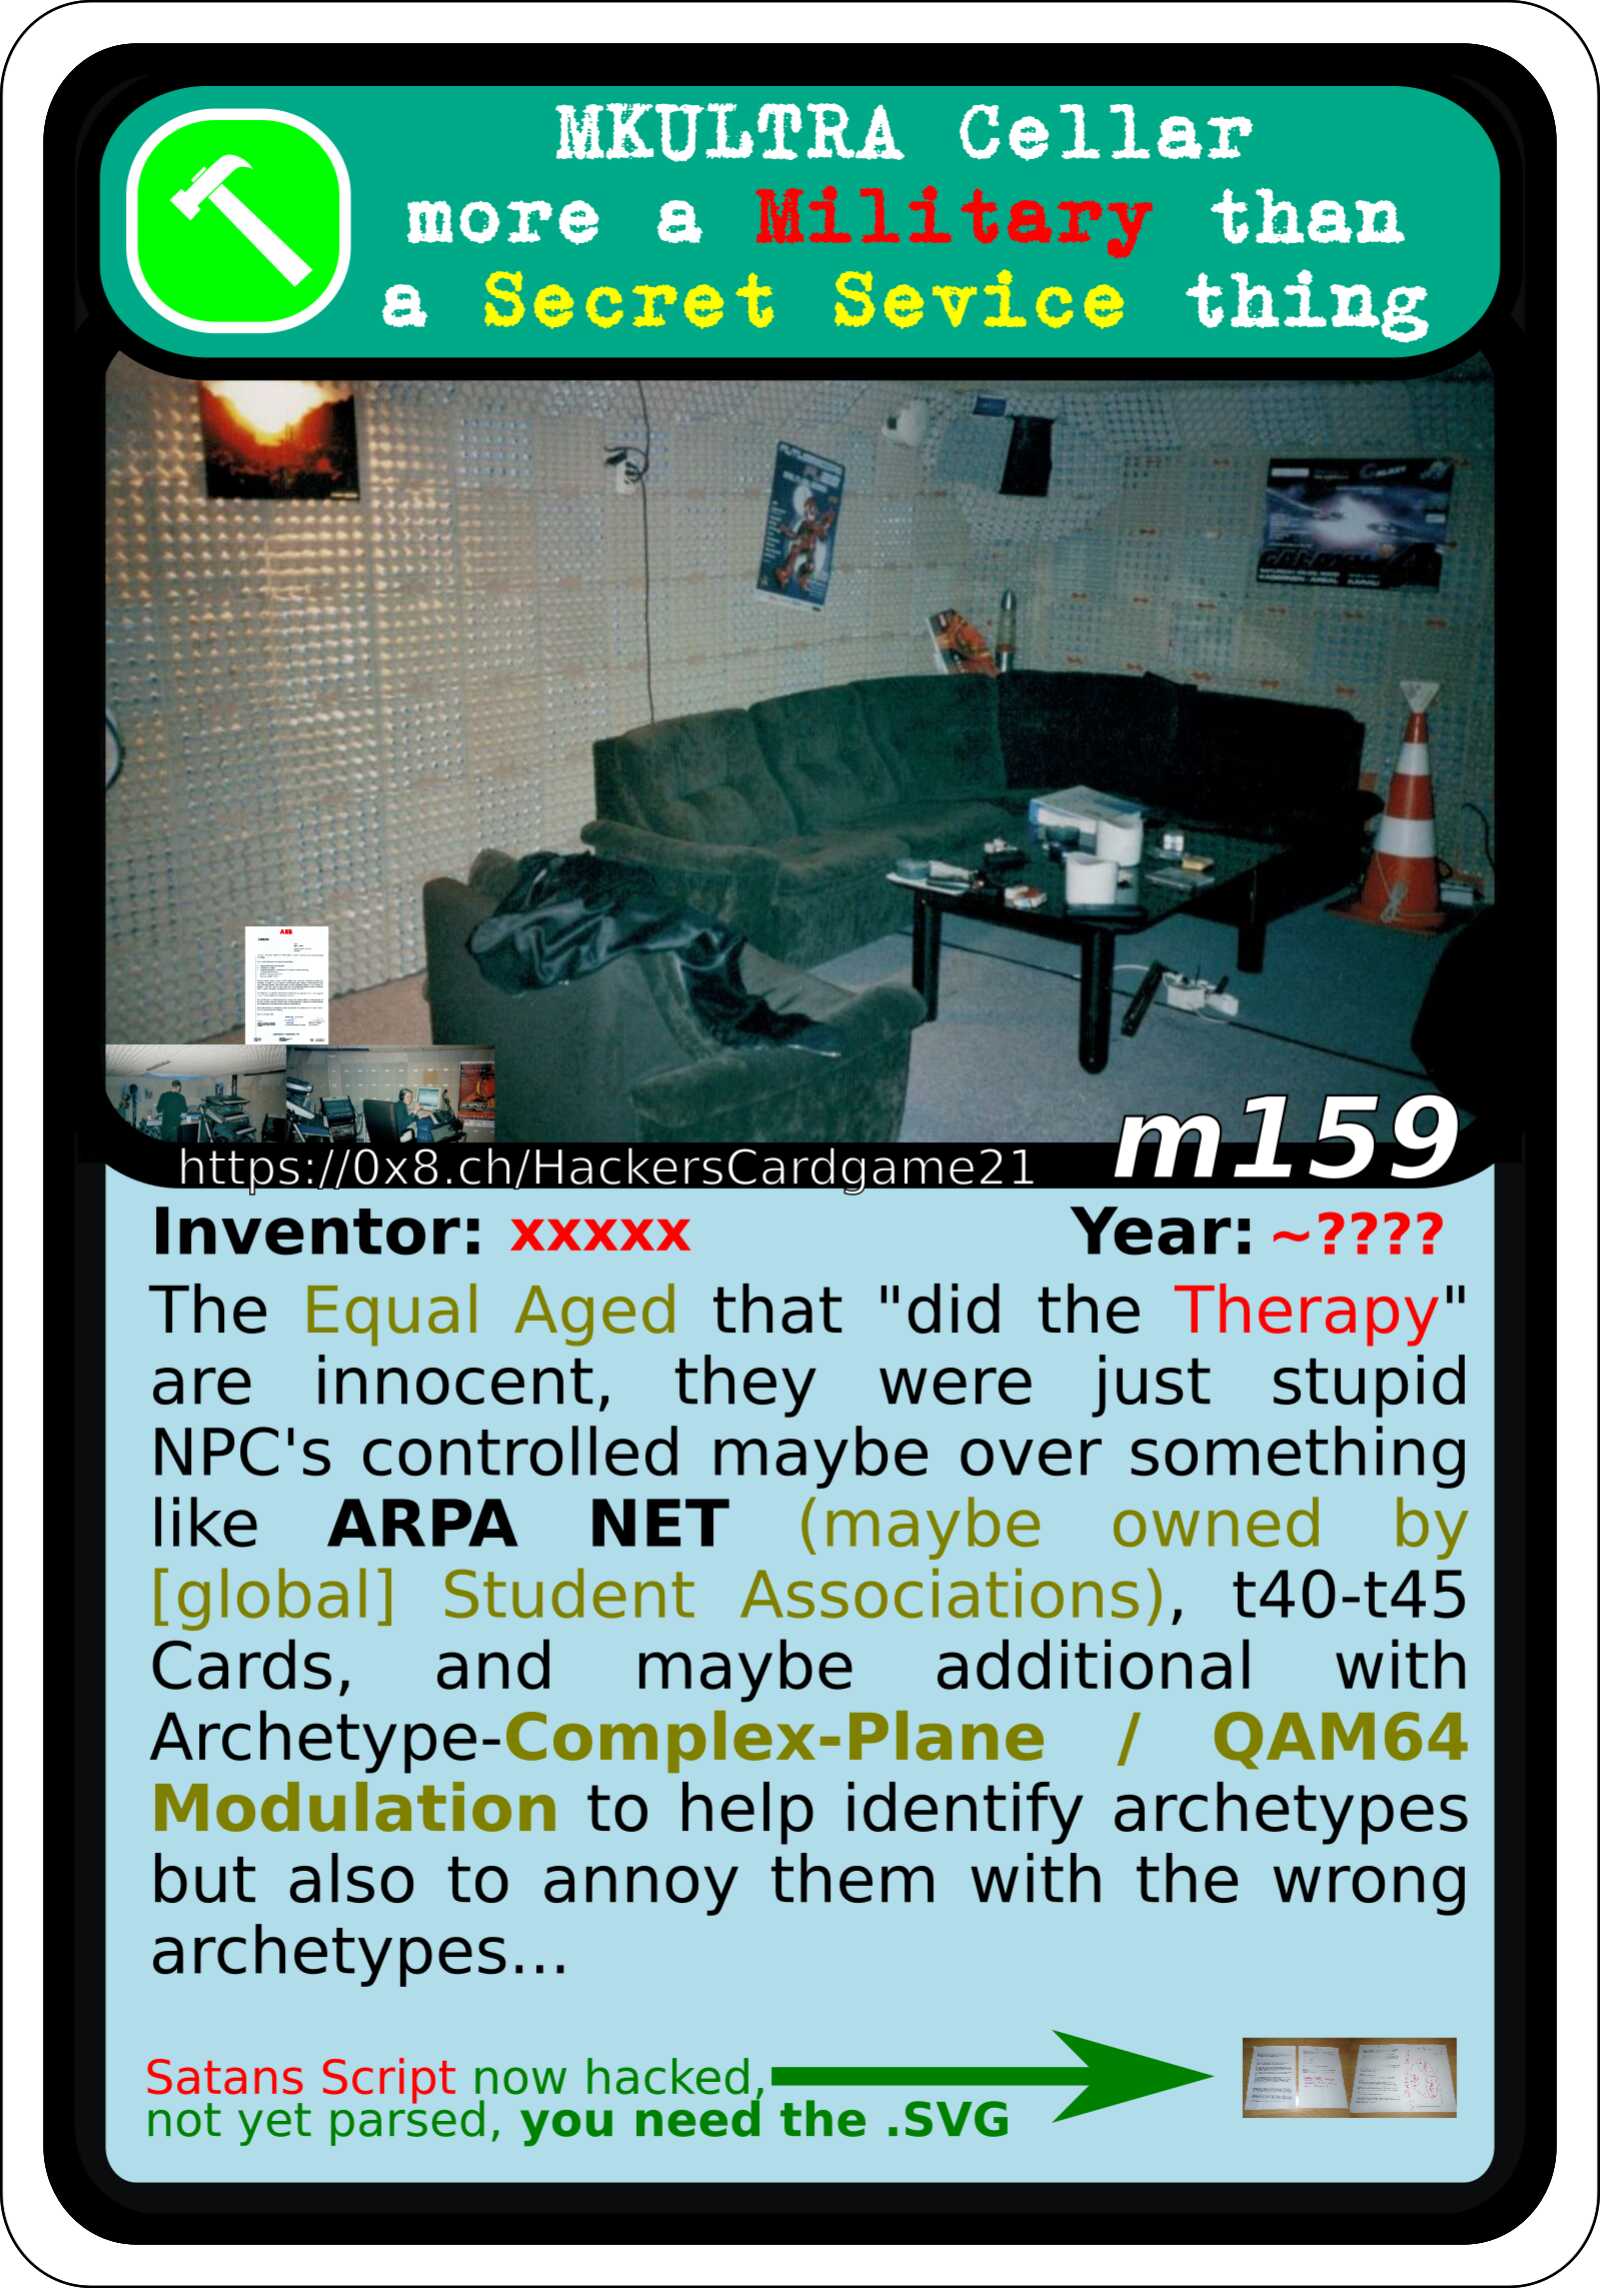 MKULTRA Cellar
more a Military than
a Secret Sevice thing
ABB
https://0x8.ch/HackersCardgame21
m159
Inventor: xxxxx
Year: ~????
The Equal Aged that "did the Therapy"
are innocent, they were just stupid
NPC's controlled maybe over something
like ARPA NET (maybe owned by
[global] Student Associations), t40-t45
Cards, and maybe additional with
Archetype-Complex-Plane / QAM64
Modulation to help identify archetypes
but also to annoy them with the wrong
archetypes...
Satans Script now hacked,
not yet parsed, you need the .SVG